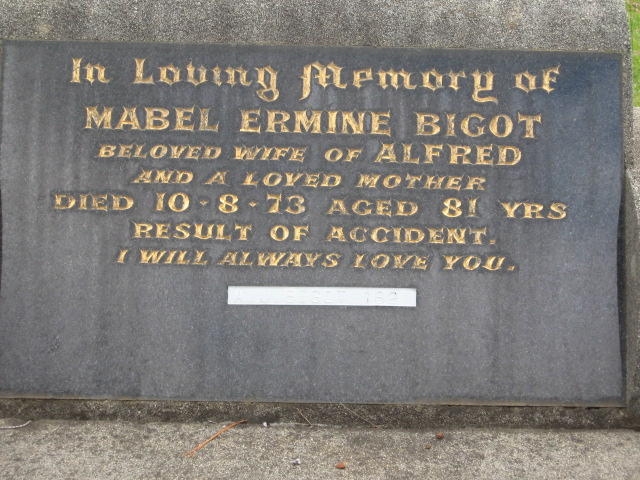 In Loving Memory of
MABEL ERMINE BIGOT
BELOVED WIFE OF ALFRED
AND A LOVED MOTHER
DIED 10-8-73 AGED 81 YRS
RESULT OF ACCIDENT.
I WILL ALWAYS LOVE YOU.